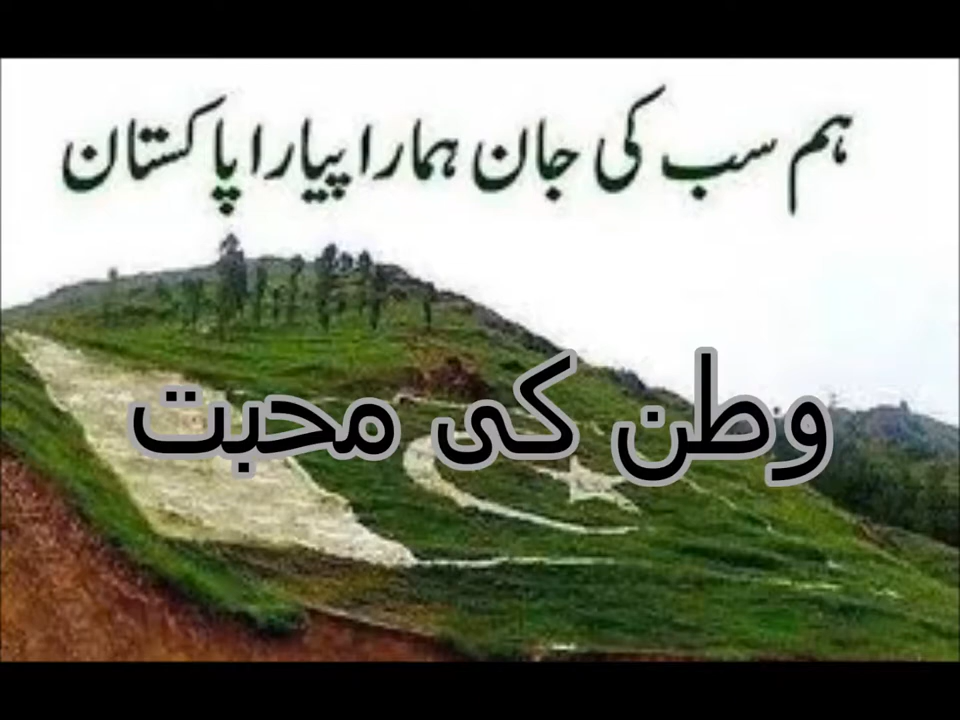 ہم سب کی جان ہمارا پیارا پاکستان
وطن کی محبت